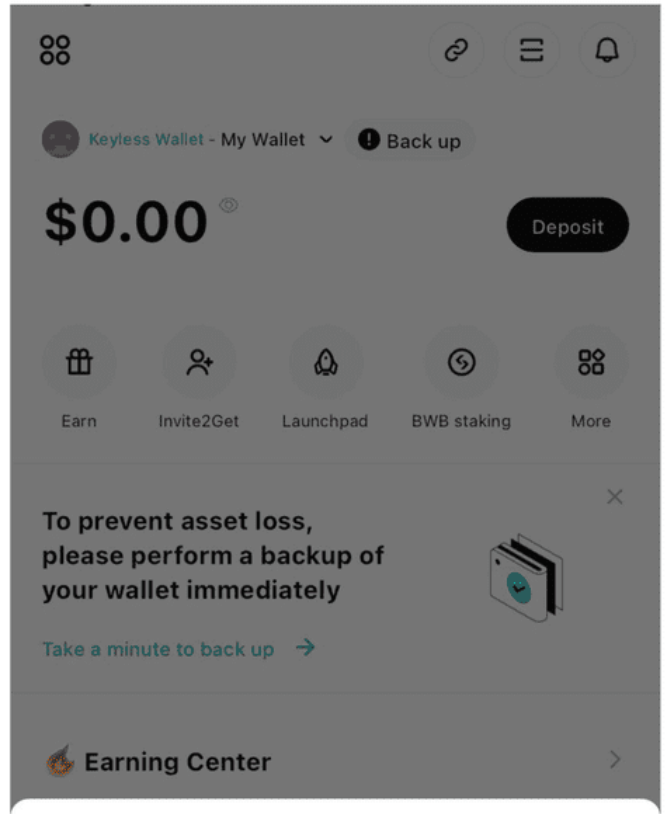 Keyless Wallet - My Wallet
Back up
$0.00
Deposit
Earn
Invite2Get
Launchpad
BWB staking
More
To prevent asset loss,
please perform a backup of
your wallet immediately
Take a minute to back up
Earning Center